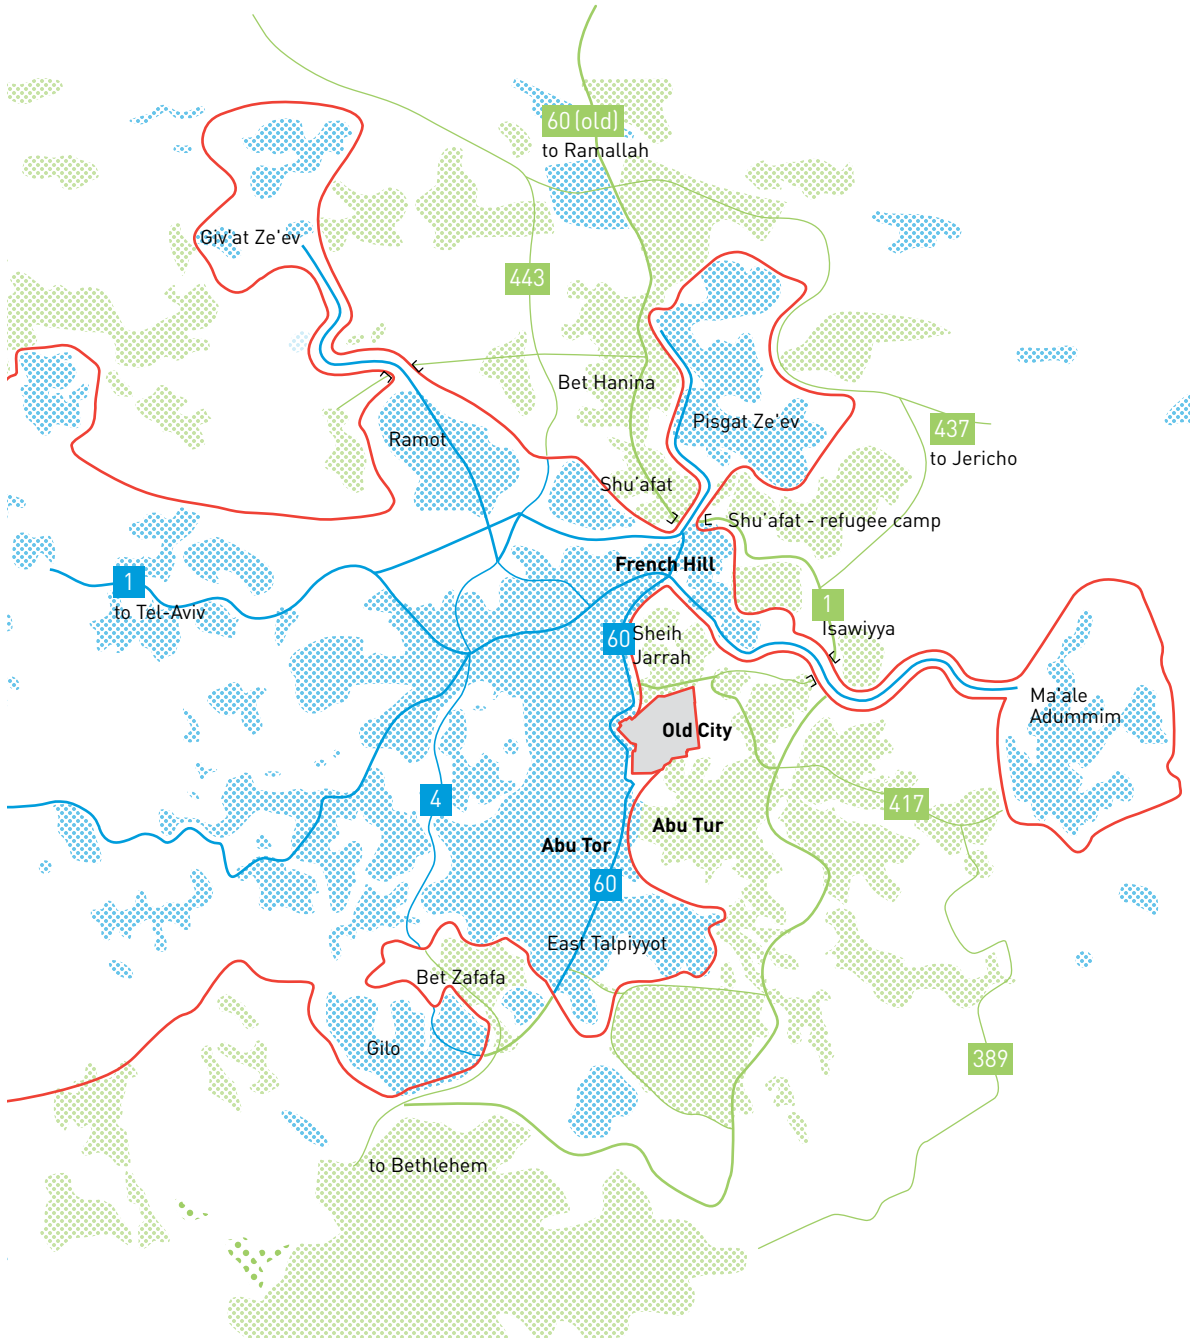 60 (old)
to Ramallah
Giv'at Ze'ev
443
Bet Hanina
Pisgat Ze'ev
437
to Jericho
Ramot
Shu'afat
Shu'afat - refugee camp
French Hill
1
to Tel-Aviv
1
Isawiyya
60
Sheih
Jarrah
Ma'ale
Adummim
Old City
4
417
Abu Tur
Abu Tor
60
East Talpiyyot
Bet Zafafa
Gilo
389
to Bethlehem